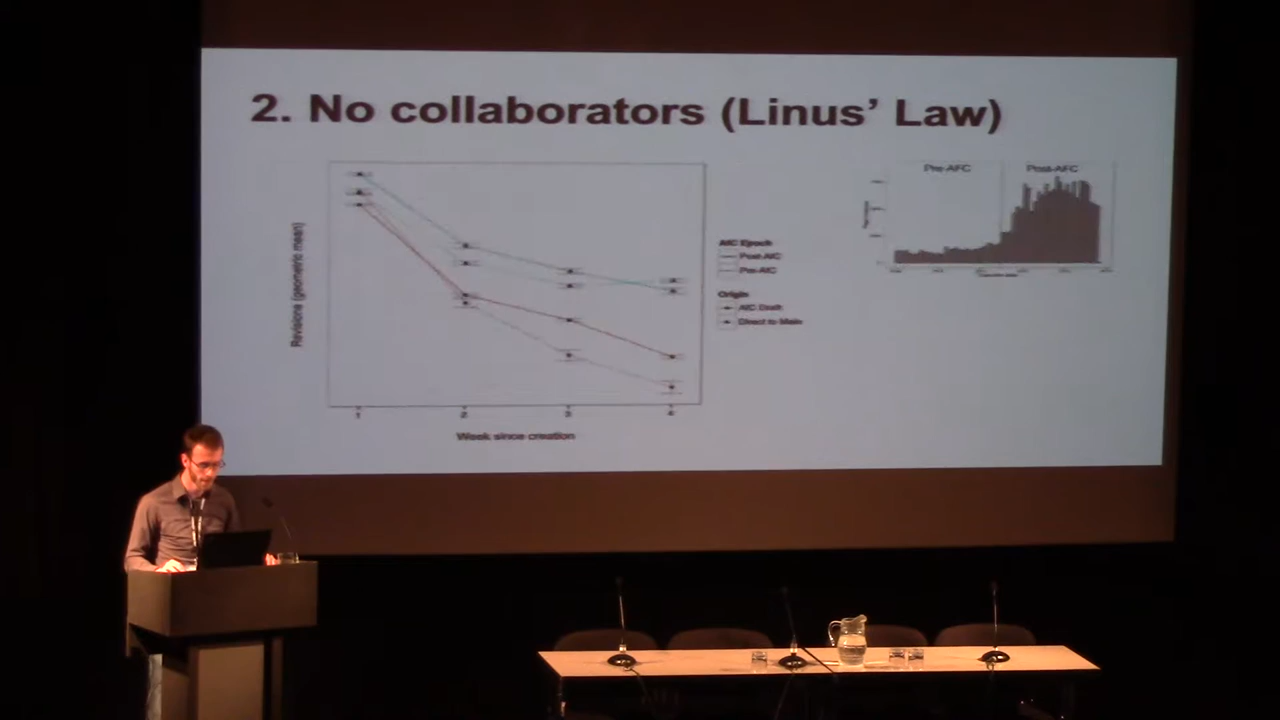 2. No collaborators (Linus’ Law)
Revisions (geometric mean)
1 2 3 4
Week since creation
AfC Epoch
Post-AfC
Pre-AfC
Origin
AfC Draft
Direct to Main
Pre-AFC Post-AFC